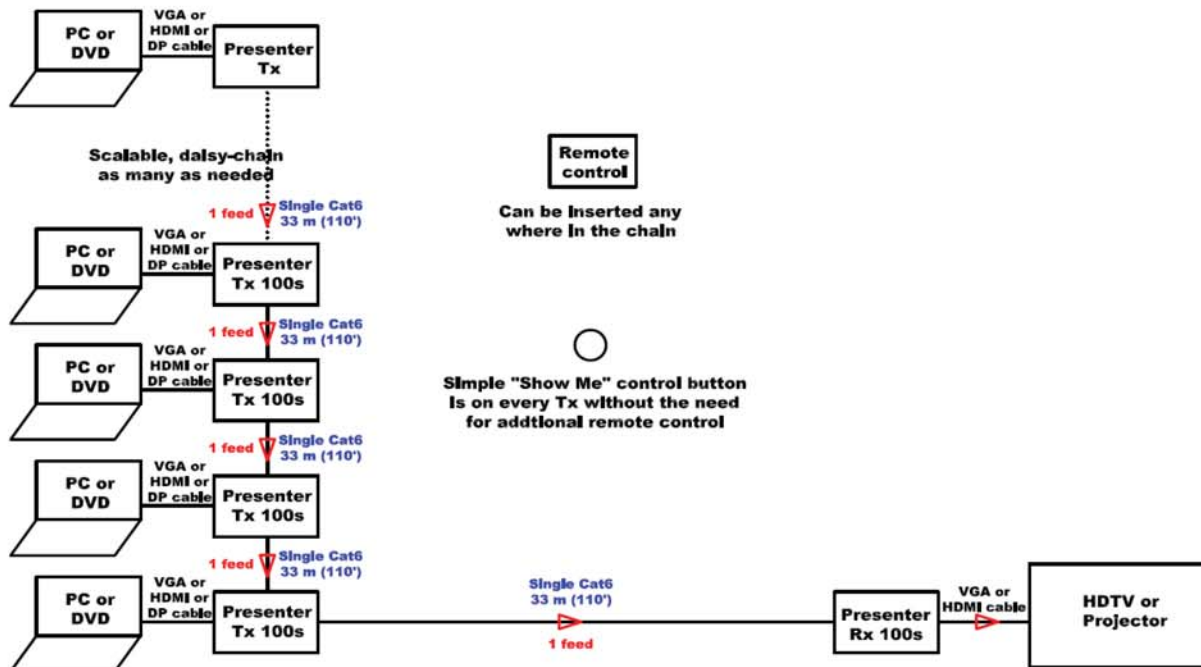 PC or
DVD
VGA or
HDMI or
DP cable
Presenter
Tx
Scalable, daisy-chain
as many as needed
Remote
control
Can be Inserted any
where In the chain
1 feed
Single Cat6
33 m (110')
PC or
DVD
VGA or
HDMI or
DP cable
Presenter
Tx 100s
1 feed
Single Cat6
33 m (110')
PC or
DVD
VGA or
HDMI or
DP cable
Presenter
Tx 100s
Simple "Show Me" control button
Is on every Tx without the need
for addtional remote control
1 feed
Single Cat6
33 m (110')
PC or
DVD
VGA or
HDMI or
DP cable
Presenter
Tx 100s
1 feed
Single Cat6
33 m (110')
PC or
DVD
VGA or
HDMI or
DP cable
Presenter
Tx 100s
Single Cat6
33 m (110')
1 feed
Presenter
Rx 100s
VGA or
HDMI cable
HDTV or
Projector